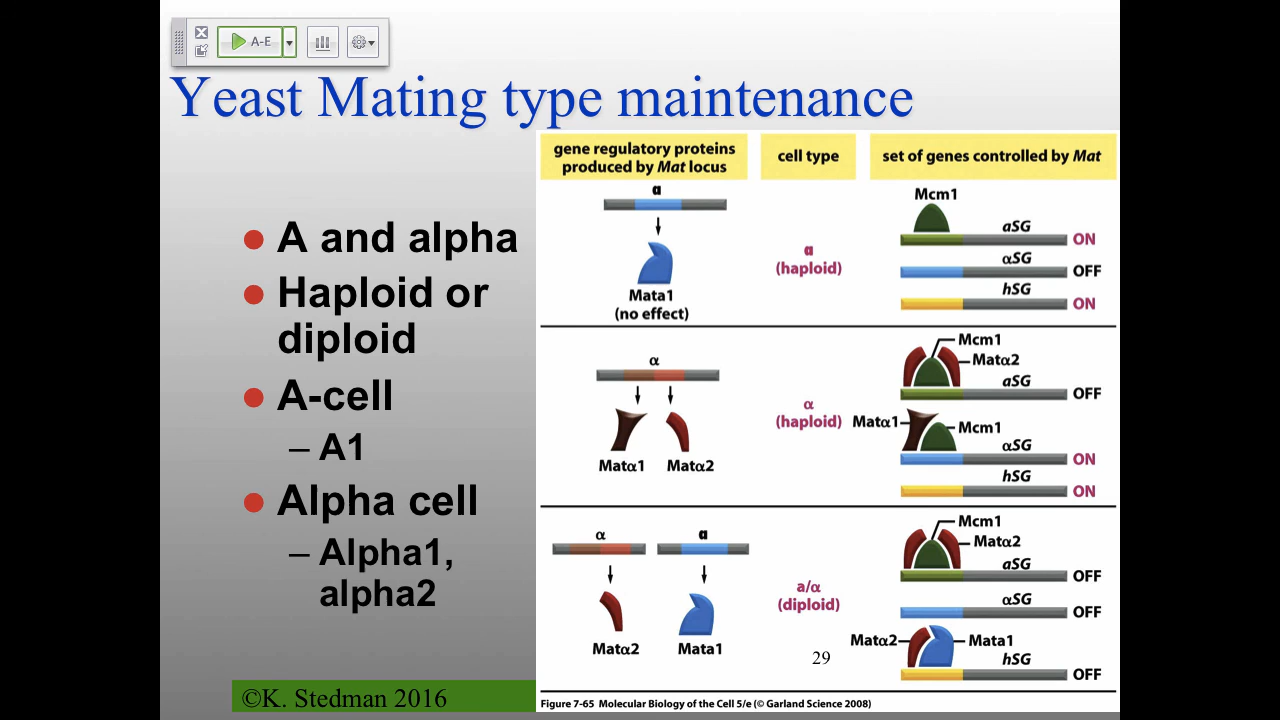 A-E
Yeast Mating type maintenance
A and alpha
Haploid or
diploid
A-cell
– A1
Alpha cell
– Alpha1,
alpha2
©K. Stedman 2016
gene regulatory proteins
produced by Mat locus
cell type
set of genes controlled by Mat
a
Mata1
(no effect)
a
(haploid)
Mcm1
aSG
ON
αSG
OFF
hSG
ON
α
Matα1
Matα2
α
(haploid)
Mcm1
Matα2
aSG
OFF
Matα1
Mcm1
αSG
ON
hSG
ON
α
a
Matα2
Mata1
a/α
(diploid)
29
Mcm1
Matα2
aSG
OFF
αSG
OFF
Matα2
Mata1
hSG
OFF
Figure 7-65 Molecular Biology of the Cell 5/e (© Garland Science 2008)